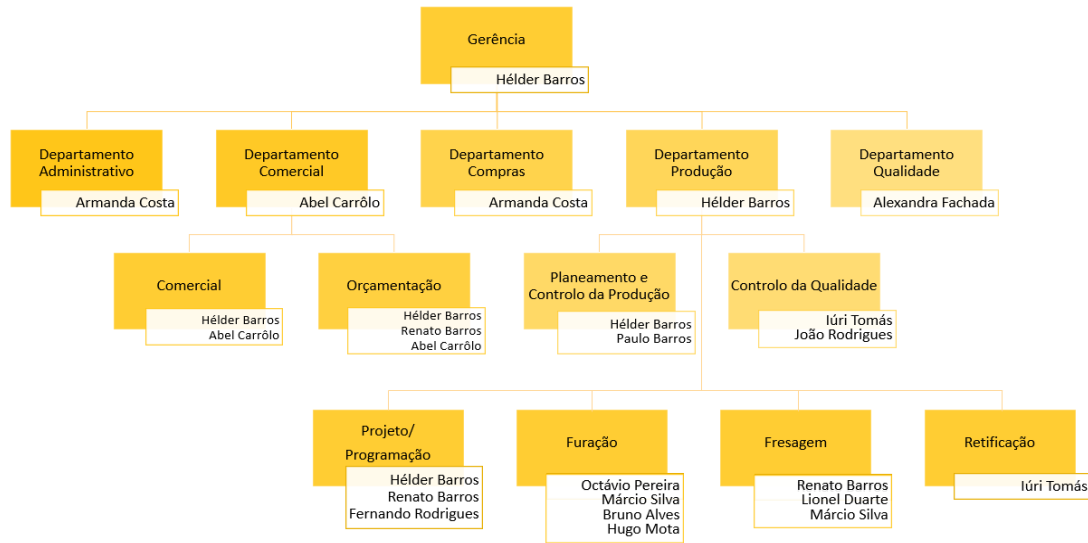 Gerência
Hélder Barros
Departamento
Administrativo
Armanda Costa
Departamento
Comercial
Abel Carrôlo
Departamento
Compras
Armanda Costa
Departamento
Produção
Hélder Barros
Departamento
Qualidade
Alexandra Fachada
Comercial
Hélder Barros
Abel Carrôlo
Orçamentação
Hélder Barros
Renato Barros
Abel Carrôlo
Planeamento e
Controlo da Produção
Hélder Barros
Paulo Barros
Controlo da Qualidade
Iúri Tomás
João Rodrigues
Projeto/
Programação
Hélder Barros
Renato Barros
Fernando Rodrigues
Furação
Octávio Pereira
Márcio Silva
Bruno Alves
Hugo Mota
Fresagem
Renato Barros
Lionel Duarte
Márcio Silva
Retificação
Iúri Tomás